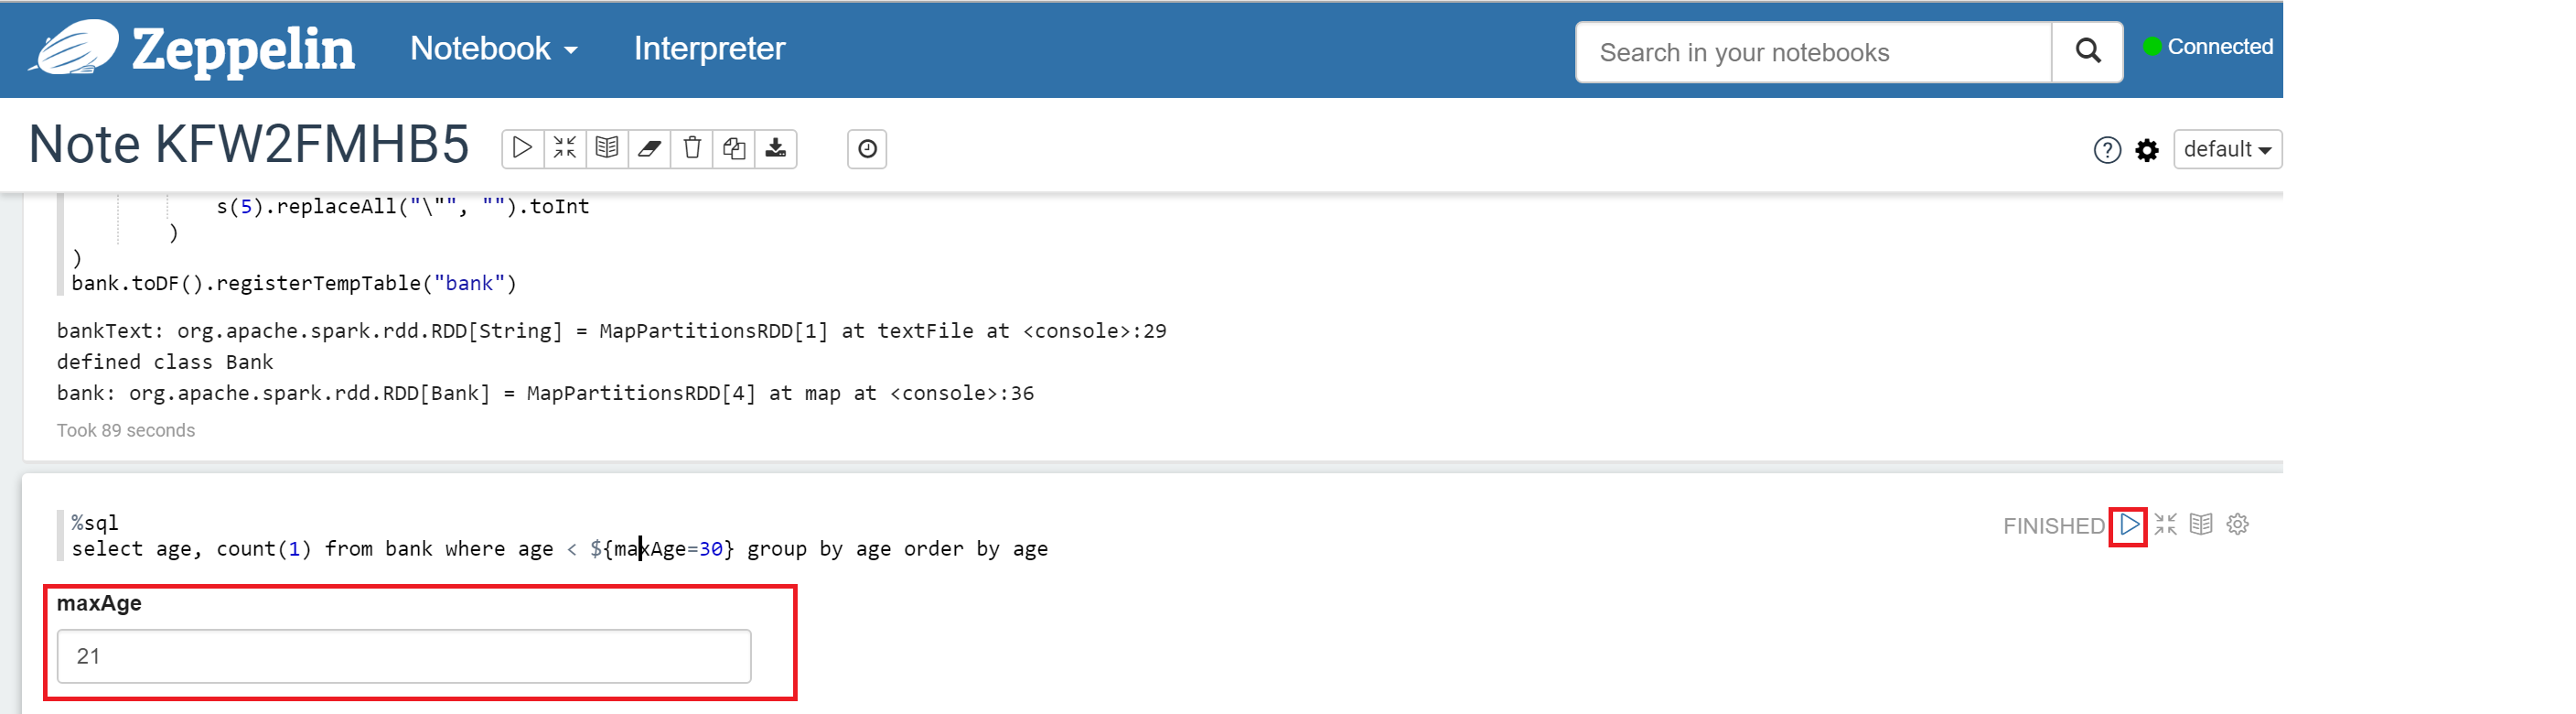 Zeppelin Notebook Interpreter Search in your notebooks Connected
Note KFW2FMHB5 default
s(5).replaceAll("\"", "").toInt
)
)
bank.toDF().registerTempTable("bank")
bankText: org.apache.spark.rdd.RDD[String] = MapPartitionsRDD[1] at textFile at <console>:29
defined class Bank
bank: org.apache.spark.rdd.RDD[Bank] = MapPartitionsRDD[4] at map at <console>:36
Took 89 seconds
%sql
FINISHED
select age, count(1) from bank where age < ${maxAge=30} group by age order by age
maxAge
21